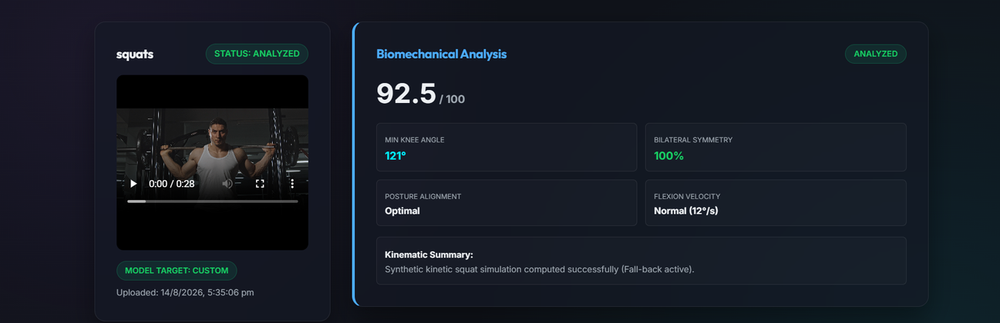 squats
STATUS: ANALYZED
0:00 / 0:28
MODEL TARGET: CUSTOM
Uploaded: 14/8/2026, 5:35:06 pm
Biomechanical Analysis
ANALYZED
92.5 / 100
MIN KNEE ANGLE
121°
BILATERAL SYMMETRY
100%
POSTURE ALIGNMENT
Optimal
FLEXION VELOCITY
Normal (12°/s)
Kinematic Summary:
Synthetic kinetic squat simulation computed successfully (Fall-back active).